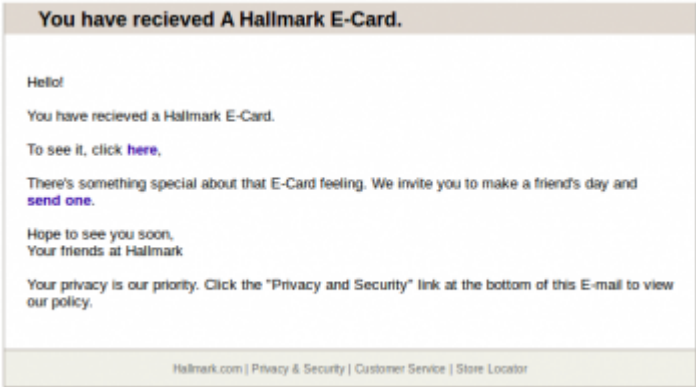 You have recieved A Hallmark E-Card.
Hello!
You have recieved a Hallmark E-Card.
To see it, click here,
There's something special about that E-Card feeling. We invite you to make a friend's day and
send one.
Hope to see you soon,
Your friends at Hallmark
Your privacy is our priority. Click the "Privacy and Security" link at the bottom of this E-mail to view
our policy.
Hallmark.com | Privacy & Security | Customer Service | Store Locator